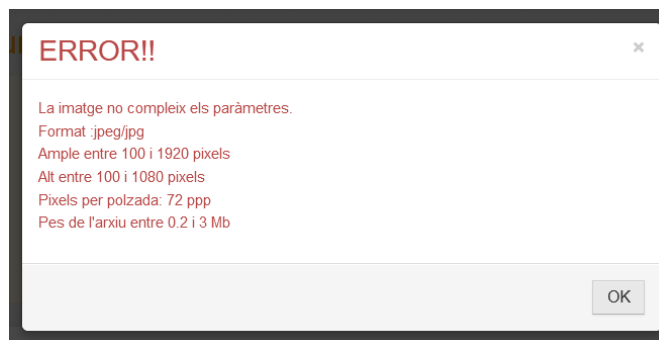 ERROR!!
×
La imatge no compleix els paràmetres.
Format :jpeg/jpg
Ample entre 100 i 1920 pixels
Alt entre 100 i 1080 pixels
Pixels per polzada: 72 ppp
Pes de l'arxiu entre 0.2 i 3 Mb
OK